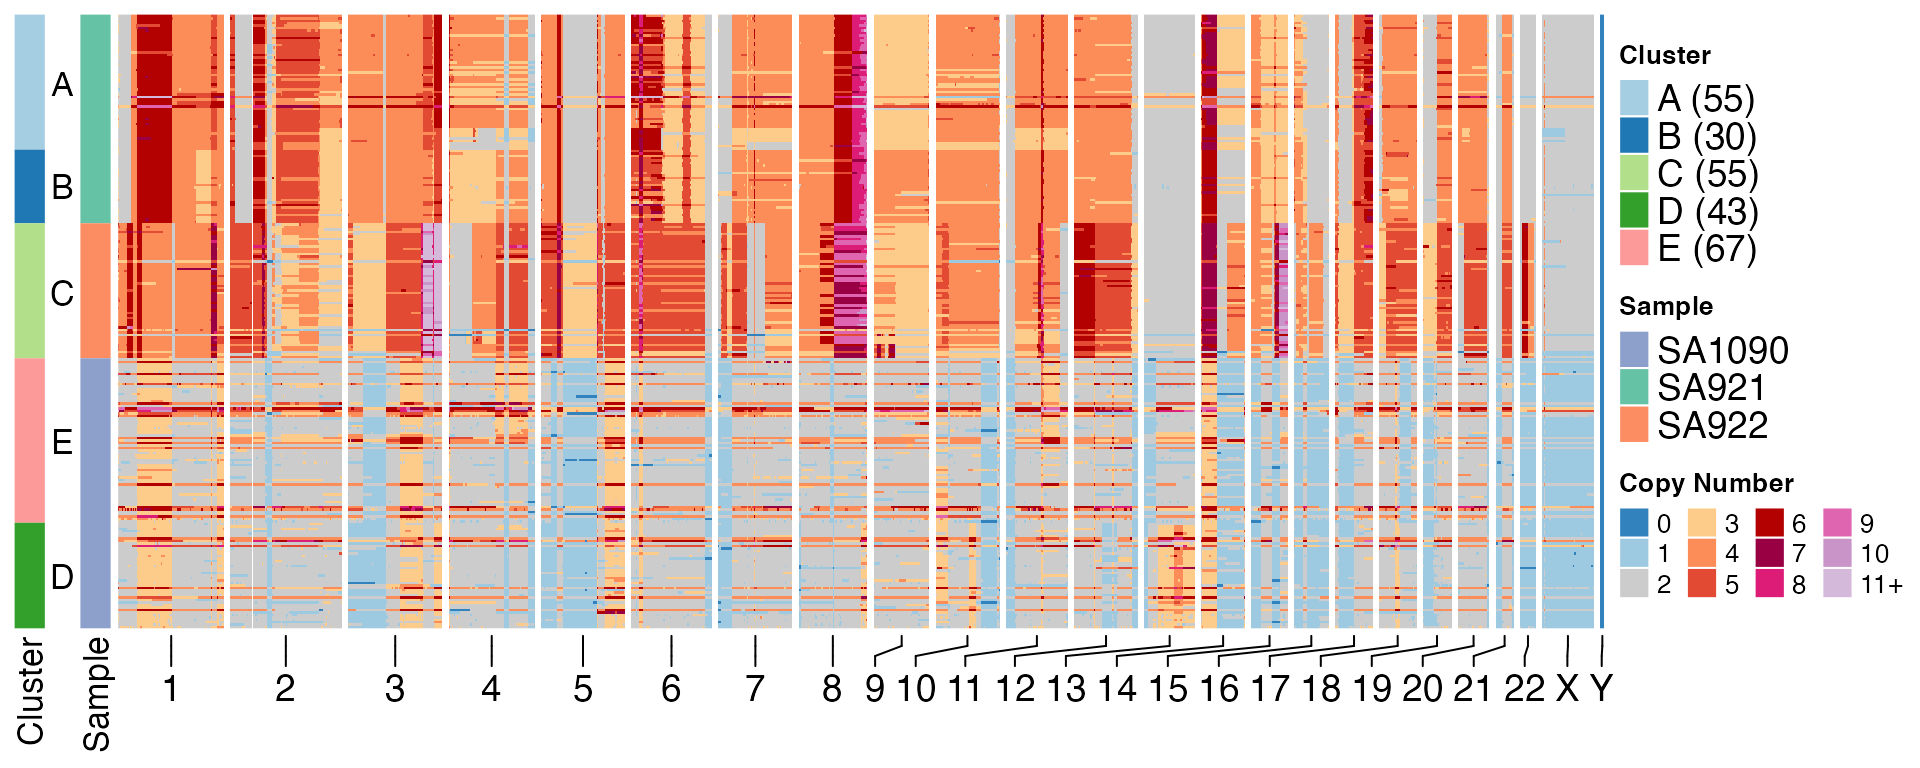 A
B
C
E
D
Cluster
Sample
1 2 3 4 5 6 7 8 9 10 11 12 13 14 15 16 17 18 19 20 21 22 X Y
Cluster
A (55)
B (30)
C (55)
D (43)
E (67)
Sample
SA1090
SA921
SA922
Copy Number
0 3 6 9
1 4 7 10
2 5 8 11+